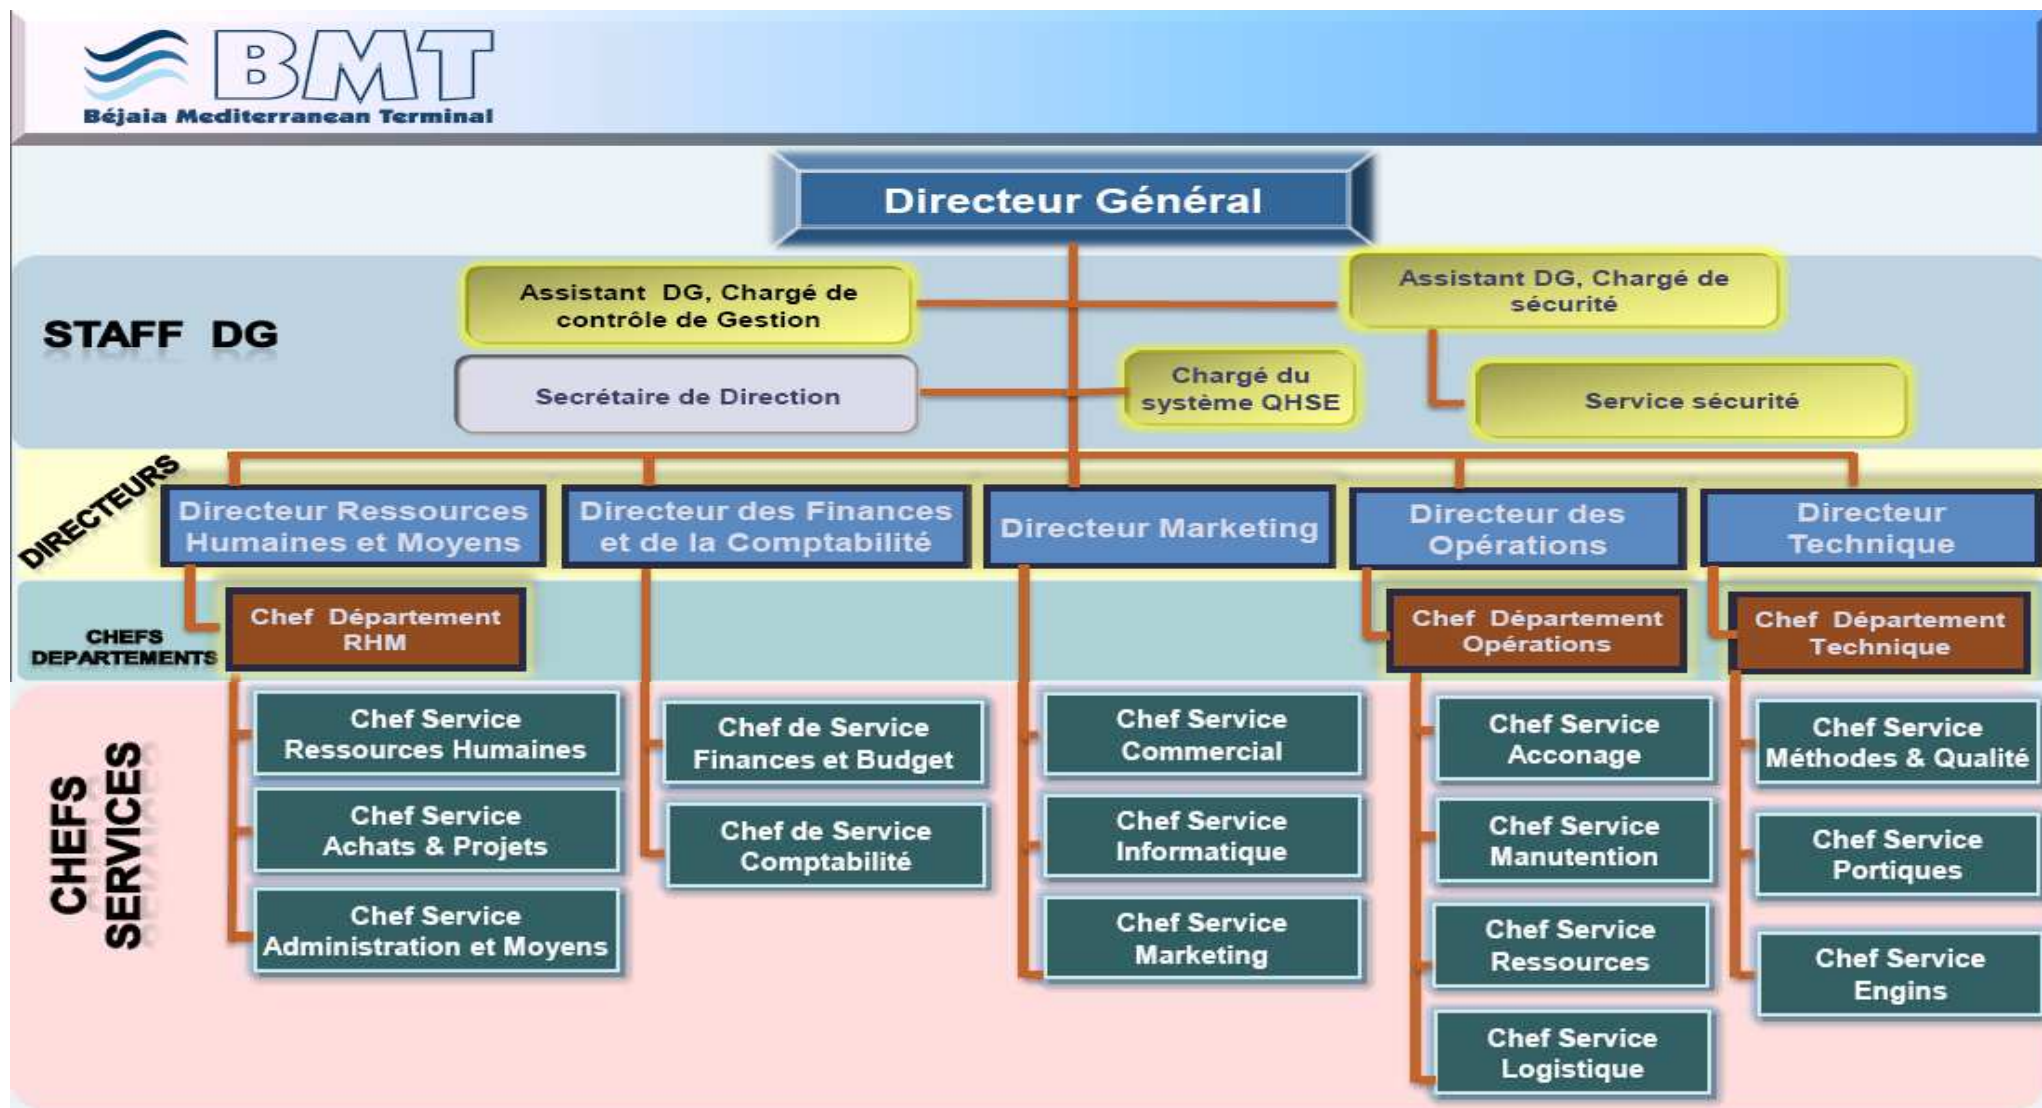 BMT
Béjaia Mediterranean Terminal
Directeur Général
STAFF DG
Assistant DG, Chargé de
contrôle de Gestion
Assistant DG, Chargé de
sécurité
Secrétaire de Direction
Chargé du
système QHSE
Service sécurité
DIRECTEURS
Directeur Ressources
Humaines et Moyens
Directeur des Finances
et de la Comptabilité
Directeur Marketing
Directeur des
Opérations
Directeur
Technique
CHEFS
DEPARTEMENTS
Chef Département
RHM
Chef Département
Opérations
Chef Département
Technique
CHEFS
SERVICES
Chef Service
Ressources Humaines
Chef Service
Achats & Projets
Chef Service
Administration et Moyens
Chef de Service
Finances et Budget
Chef de Service
Comptabilité
Chef Service
Commercial
Chef Service
Informatique
Chef Service
Marketing
Chef Service
Acconage
Chef Service
Manutention
Chef Service
Ressources
Chef Service
Logistique
Chef Service
Méthodes & Qualité
Chef Service
Portiques
Chef Service
Engins